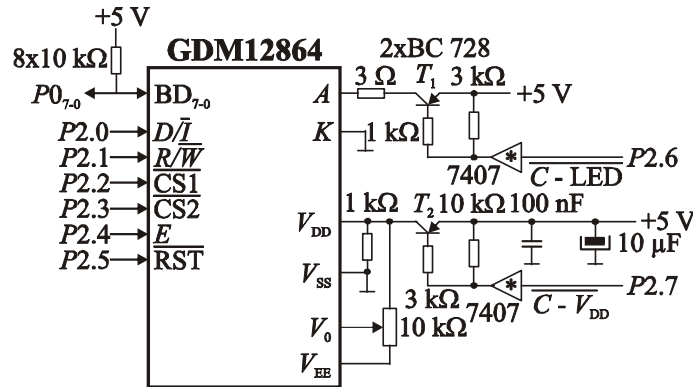 +5 V
8x10 kΩ
GDM12864
2xBC 728
3 Ω
T₁
3 kΩ
P0₇₋₀
BD₇₋₀
A
+5 V
P2.0
D/I̅
K
1 kΩ
P2.1
R/W̅
7407
*
C - LED
P2.6
P2.2
CS1
P2.3
CS2
1 kΩ
T₂
10 kΩ
100 nF
P2.4
E
V_DD
+5 V
P2.5
RST
10 µF
V_SS
3 kΩ
7407
*
C - V_DD
P2.7
V₀
10 kΩ
V_EE